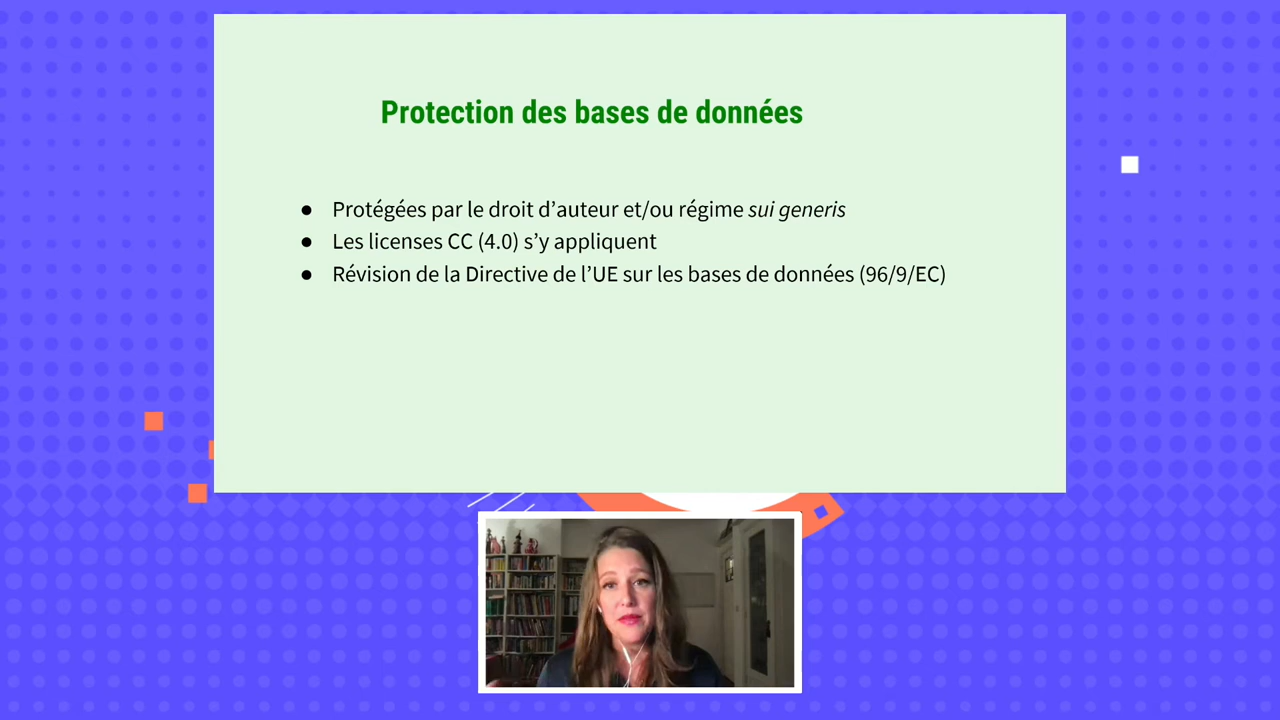 Protection des bases de données
● Protégées par le droit d’auteur et/ou régime sui generis
● Les licenses CC (4.0) s’y appliquent
● Révision de la Directive de l’UE sur les bases de données (96/9/EC)